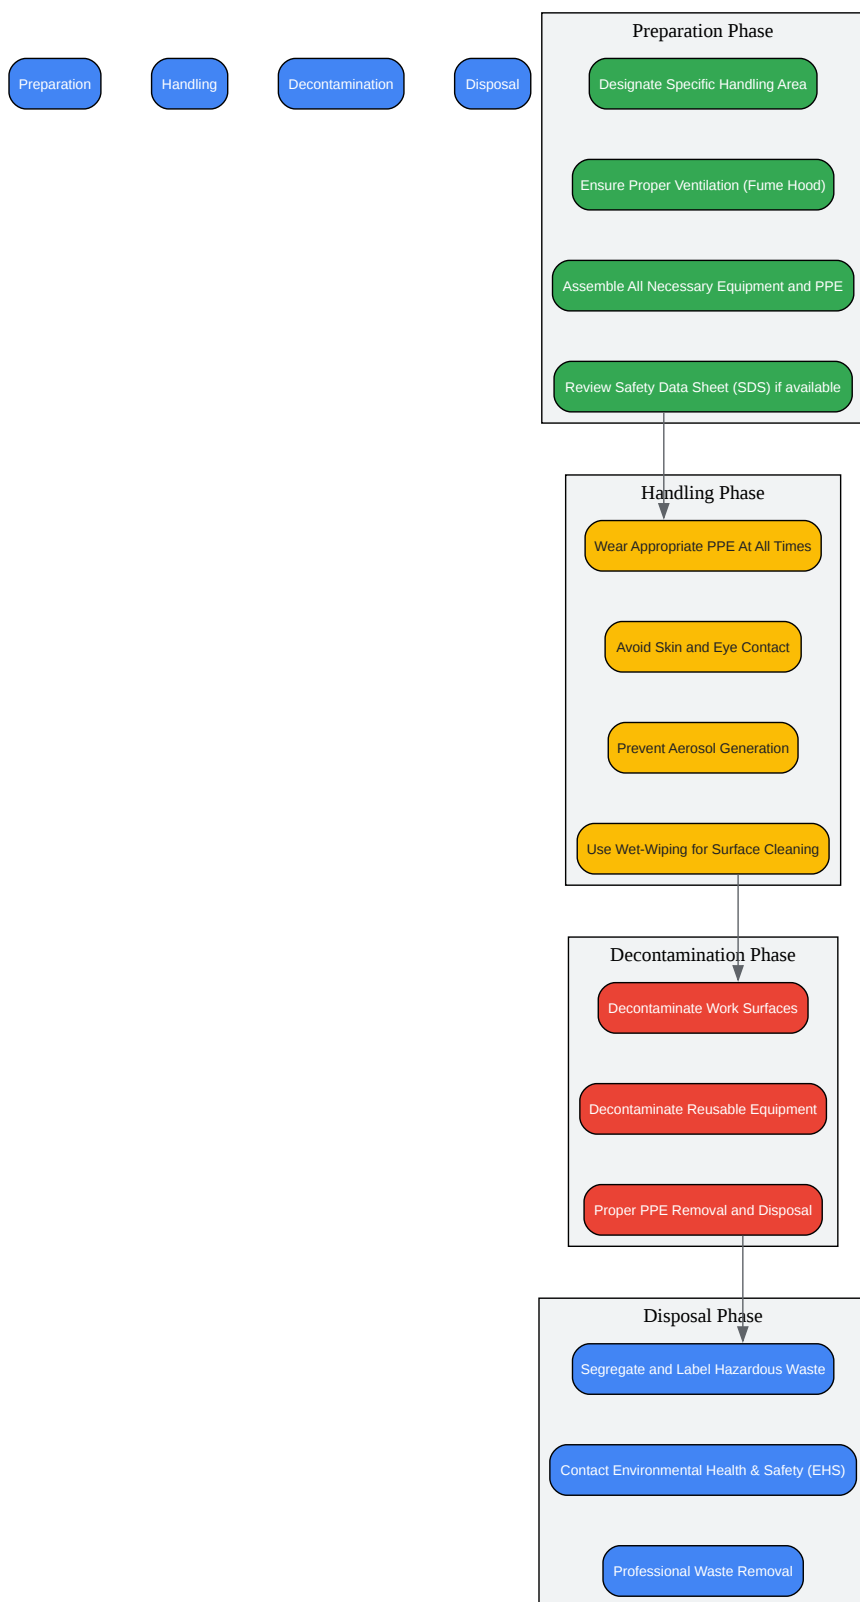 Preparation
Handling
Decontamination
Disposal
Preparation Phase
Designate Specific Handling Area
Ensure Proper Ventilation (Fume Hood)
Assemble All Necessary Equipment and PPE
Review Safety Data Sheet (SDS) if available
Handling Phase
Wear Appropriate PPE At All Times
Avoid Skin and Eye Contact
Prevent Aerosol Generation
Use Wet-Wiping for Surface Cleaning
Decontamination Phase
Decontaminate Work Surfaces
Decontaminate Reusable Equipment
Proper PPE Removal and Disposal
Disposal Phase
Segregate and Label Hazardous Waste
Contact Environmental Health & Safety (EHS)
Professional Waste Removal